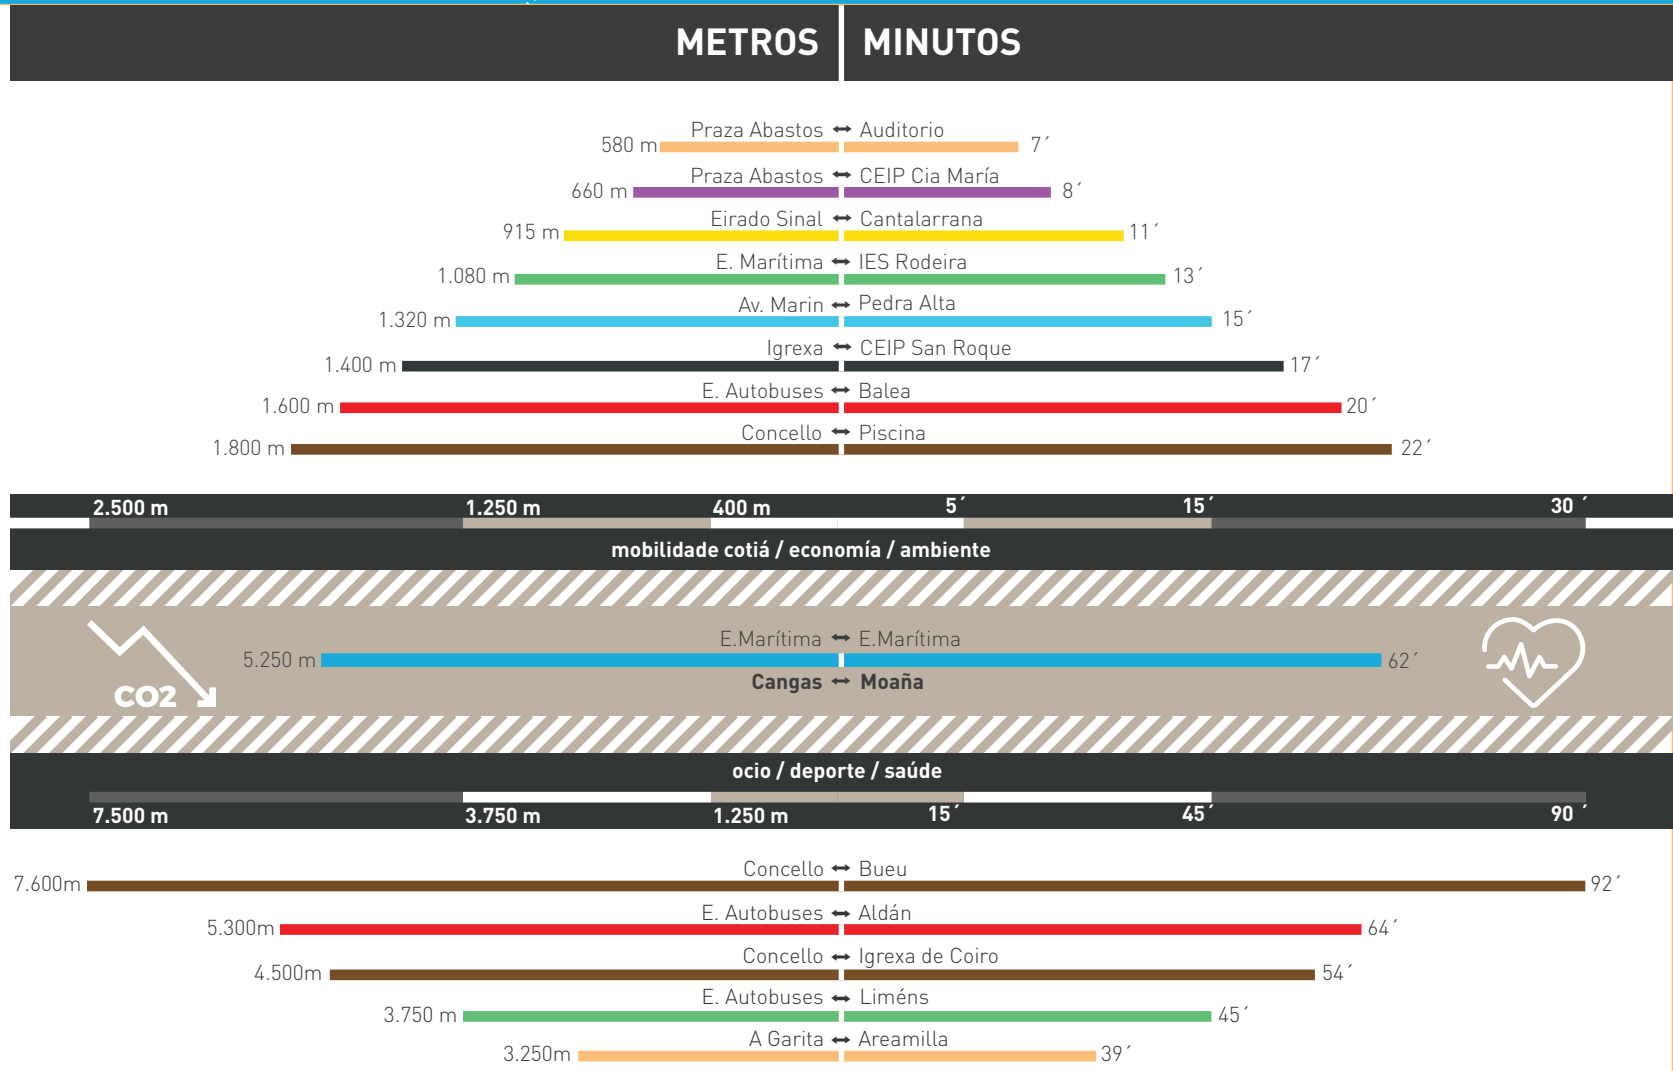 METROS MINUTOS
Praza Abastos ↔ Auditorio
580 m 7´
Praza Abastos ↔ CEIP Cia María
660 m 8´
Eirado Sinal ↔ Cantalarrana
915 m 11´
E. Marítima ↔ IES Rodeira
1.080 m 13´
Av. Marin ↔ Pedra Alta
1.320 m 15´
Igrexa ↔ CEIP San Roque
1.400 m 17´
E. Autobuses ↔ Balea
1.600 m 20´
Concello ↔ Piscina
1.800 m 22´
2.500 m 1.250 m 400 m 5´ 15´ 30 ´
mobilidade cotiá / economía / ambiente
E.Marítima ↔ E.Marítima
5.250 m 62´
Cangas ↔ Moaña
CO2
ocio / deporte / saúde
7.500 m 3.750 m 1.250 m 15´ 45´ 90 ´
Concello ↔ Bueu
7.600m 92´
E. Autobuses ↔ Aldán
5.300m 64´
Concello ↔ Igrexa de Coiro
4.500m 54´
E. Autobuses ↔ Liméns
3.750 m 45´
A Garita ↔ Areamilla
3.250m 39´